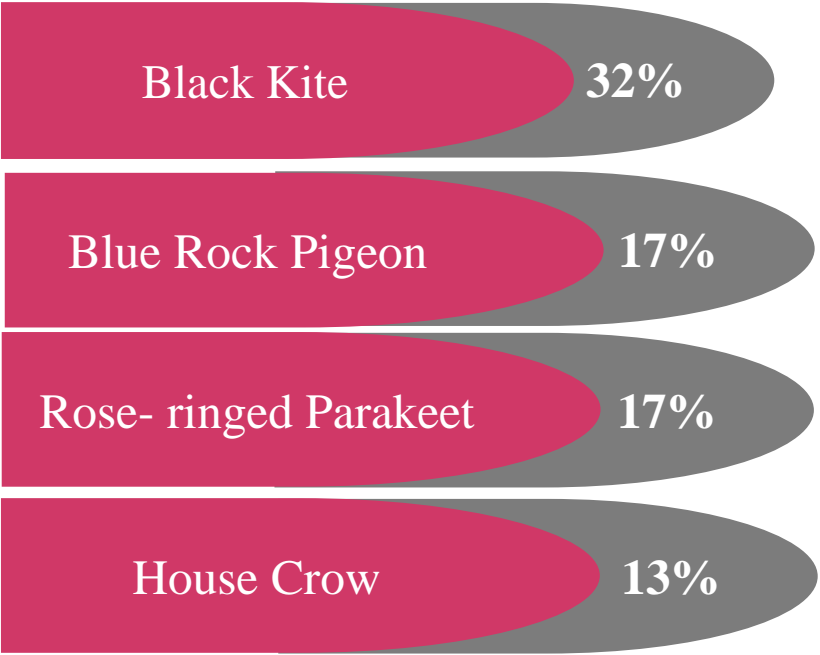 Black Kite 32%
Blue Rock Pigeon 17%
Rose- ringed Parakeet 17%
House Crow 13%